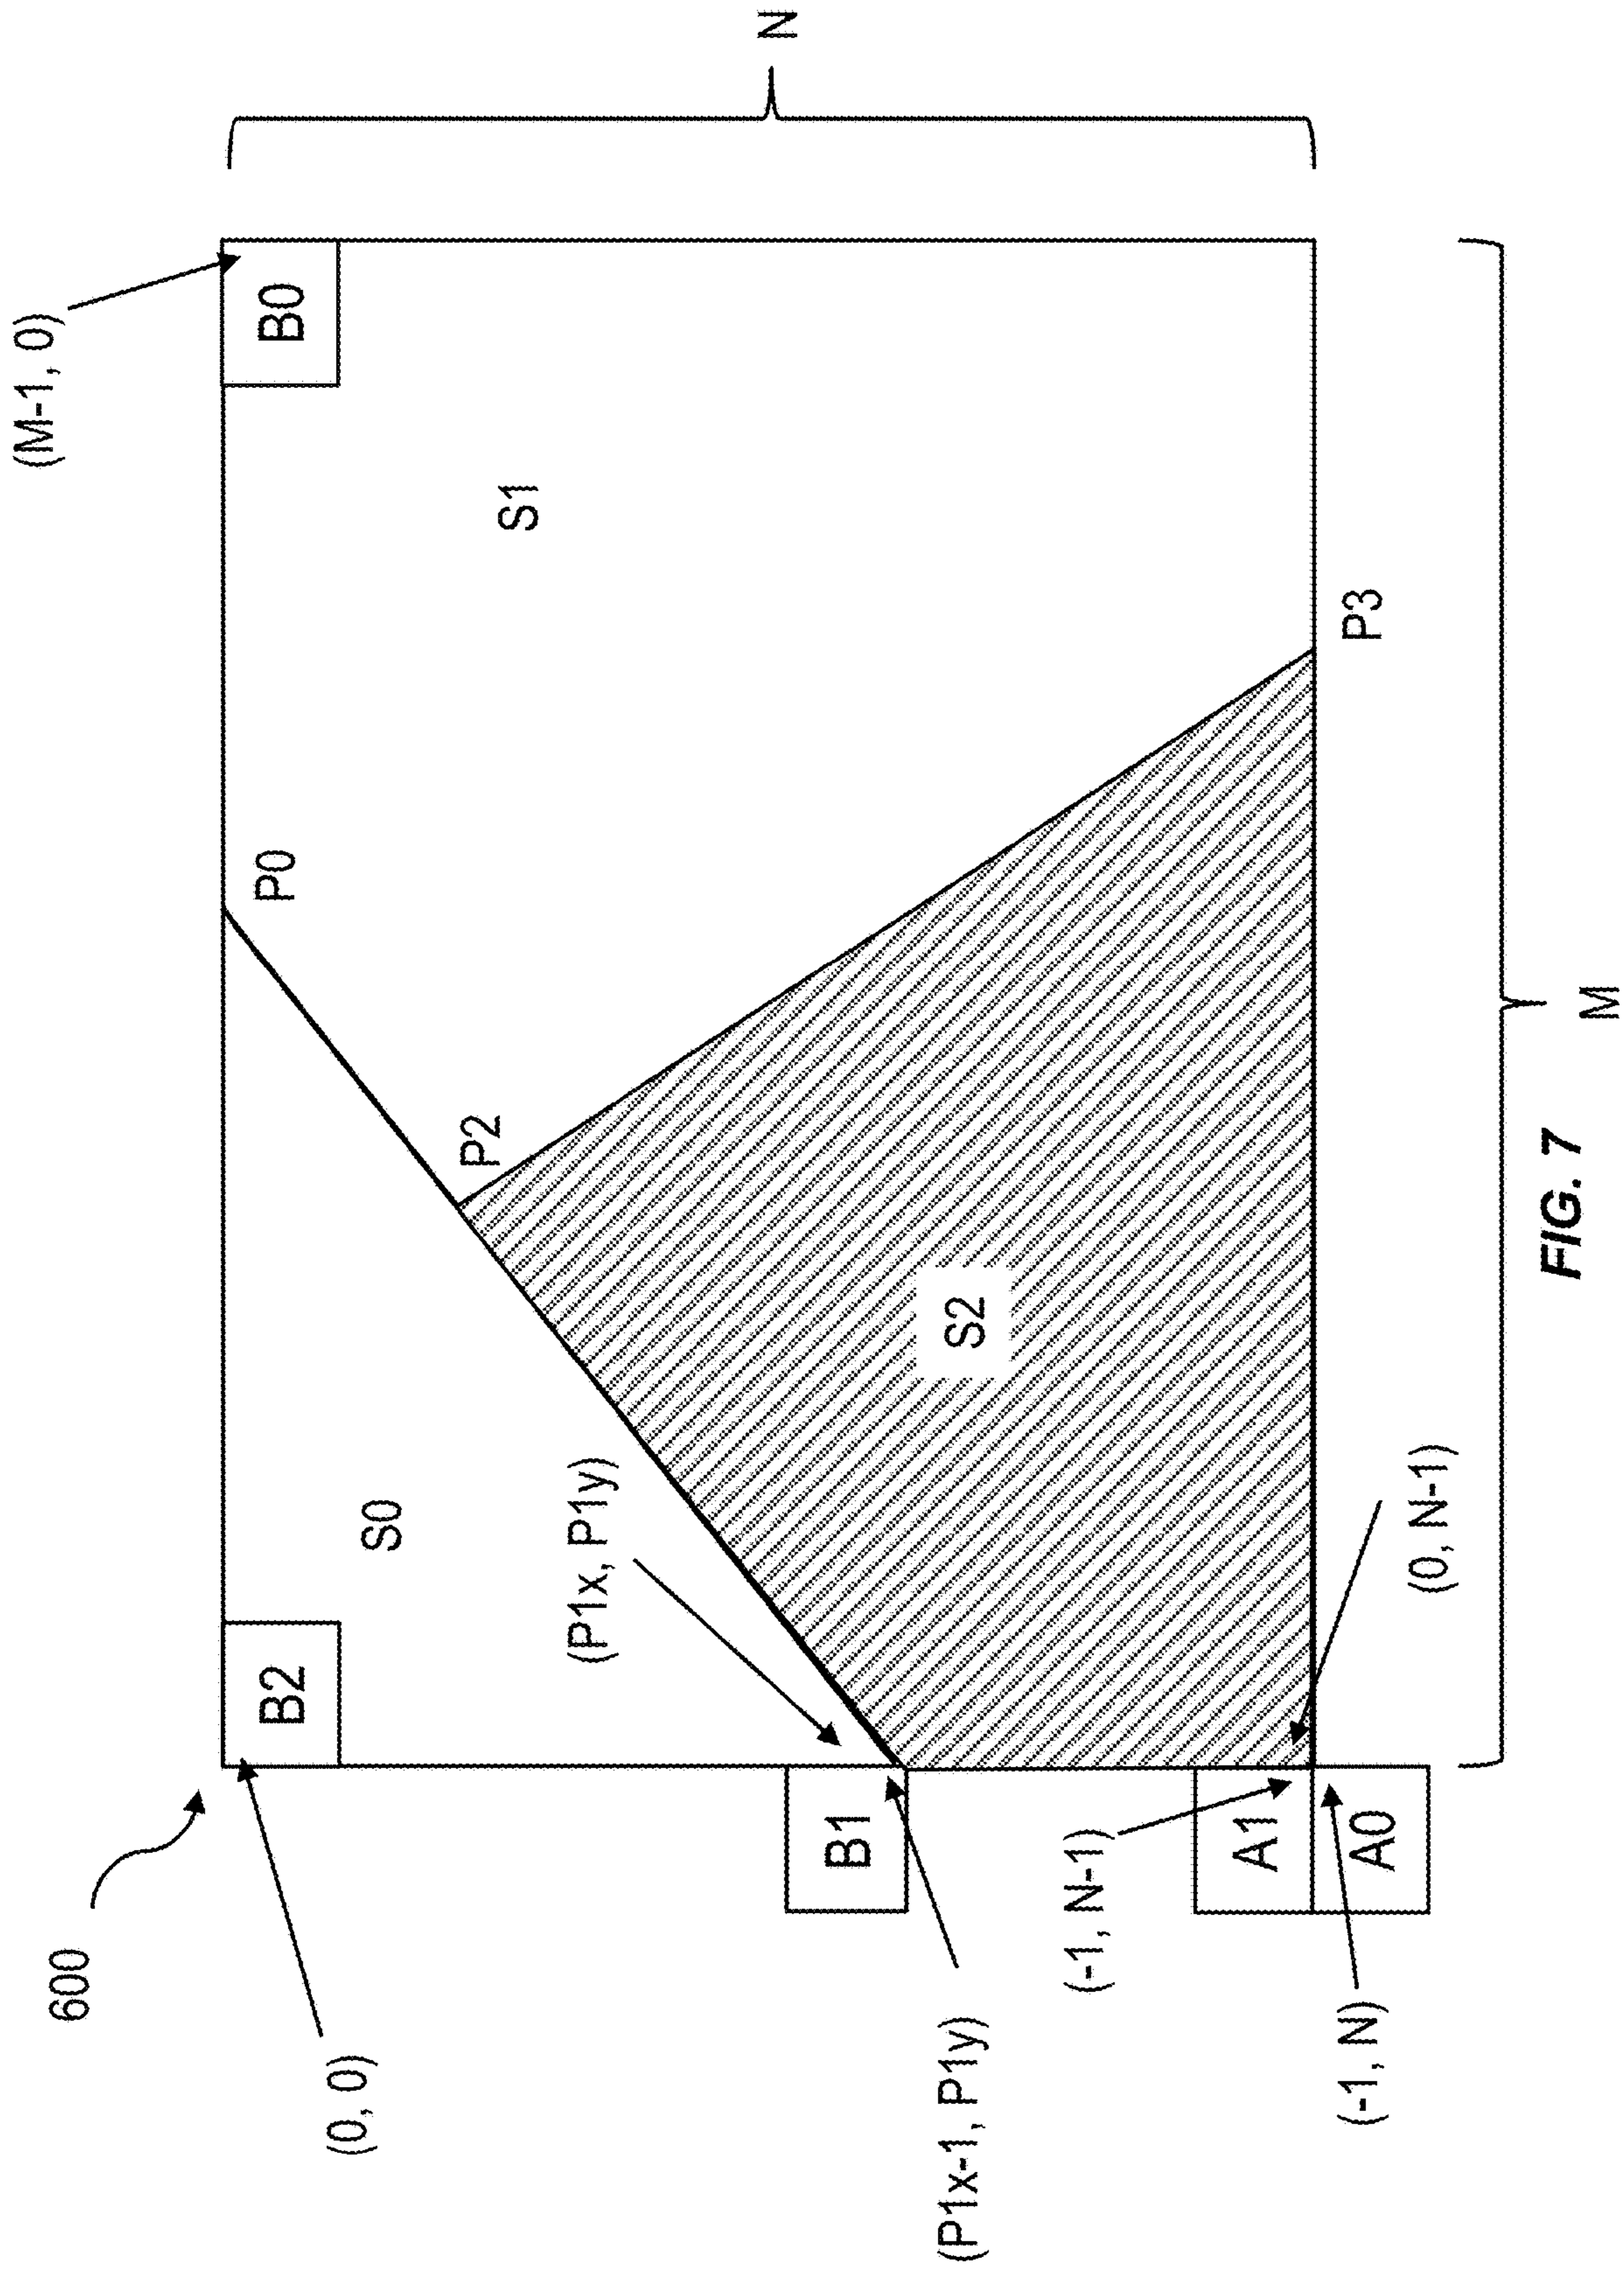 600
(0, 0)
(M-1, 0)
B2
B0
P0
S0
S1
P2
(P1x, P1y)
N
B1
(P1x-1, P1y)
S2
(-1, N-1)
A1
A0
(-1, N)
(0, N-1)
P3
M
FIG. 7